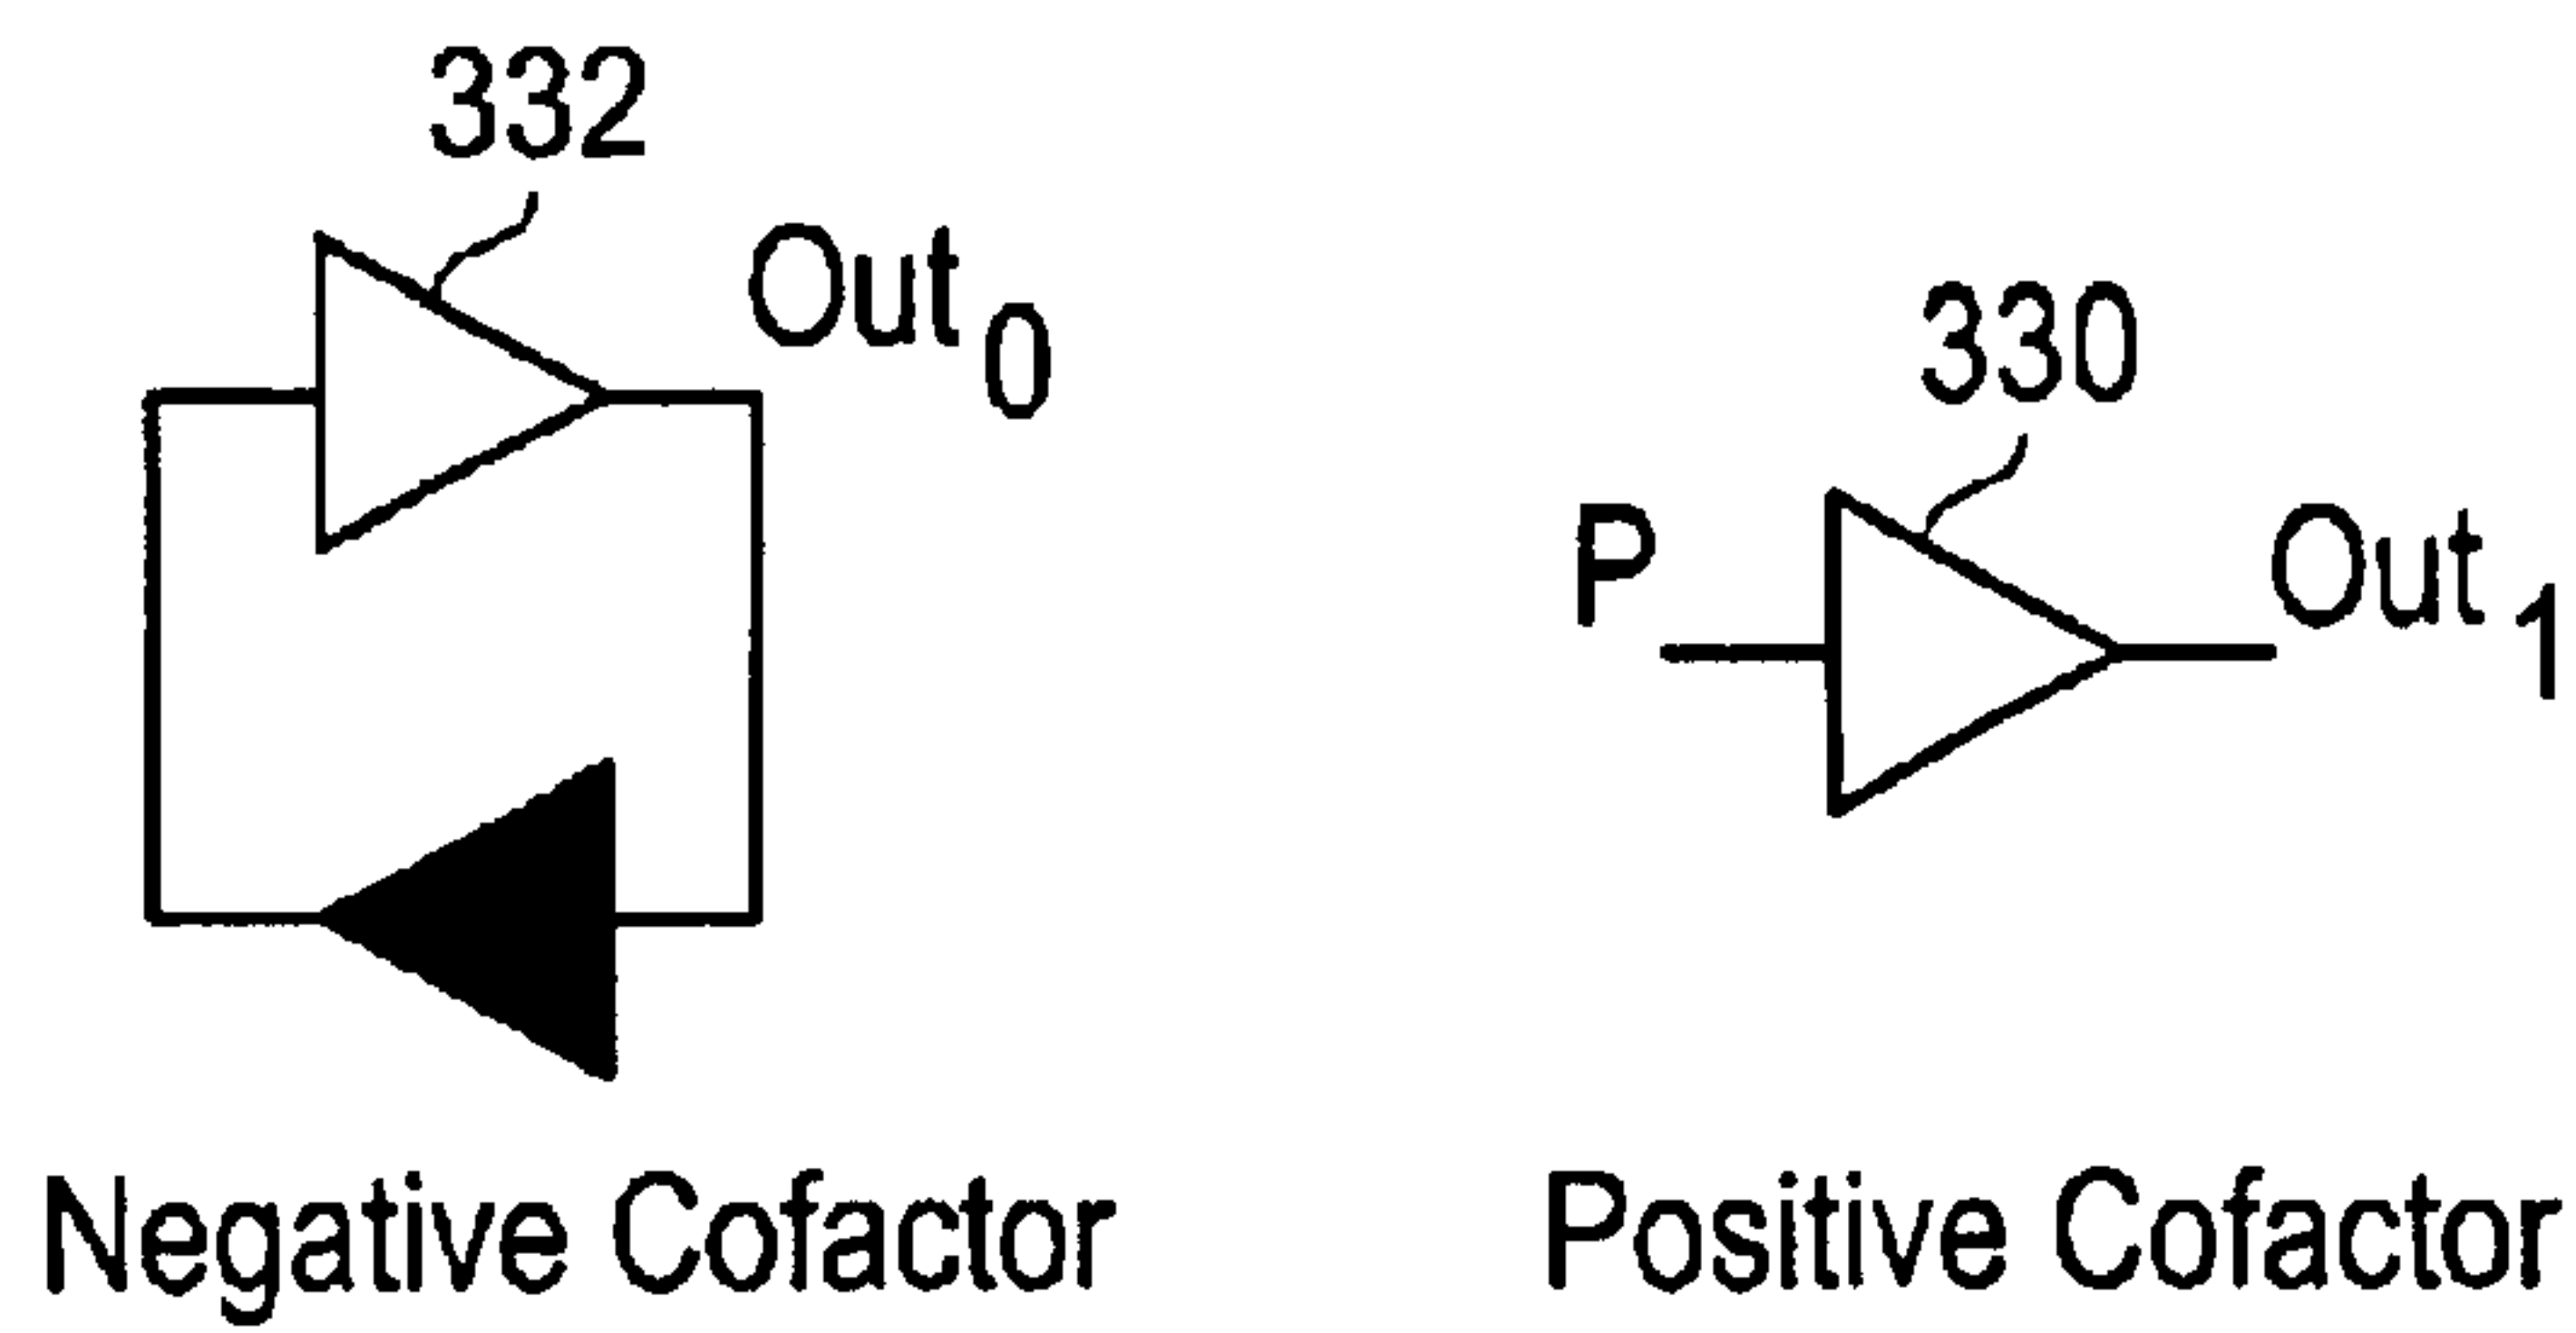 332
Out0
330
P
Out1
Negative Cofactor
Positive Cofactor